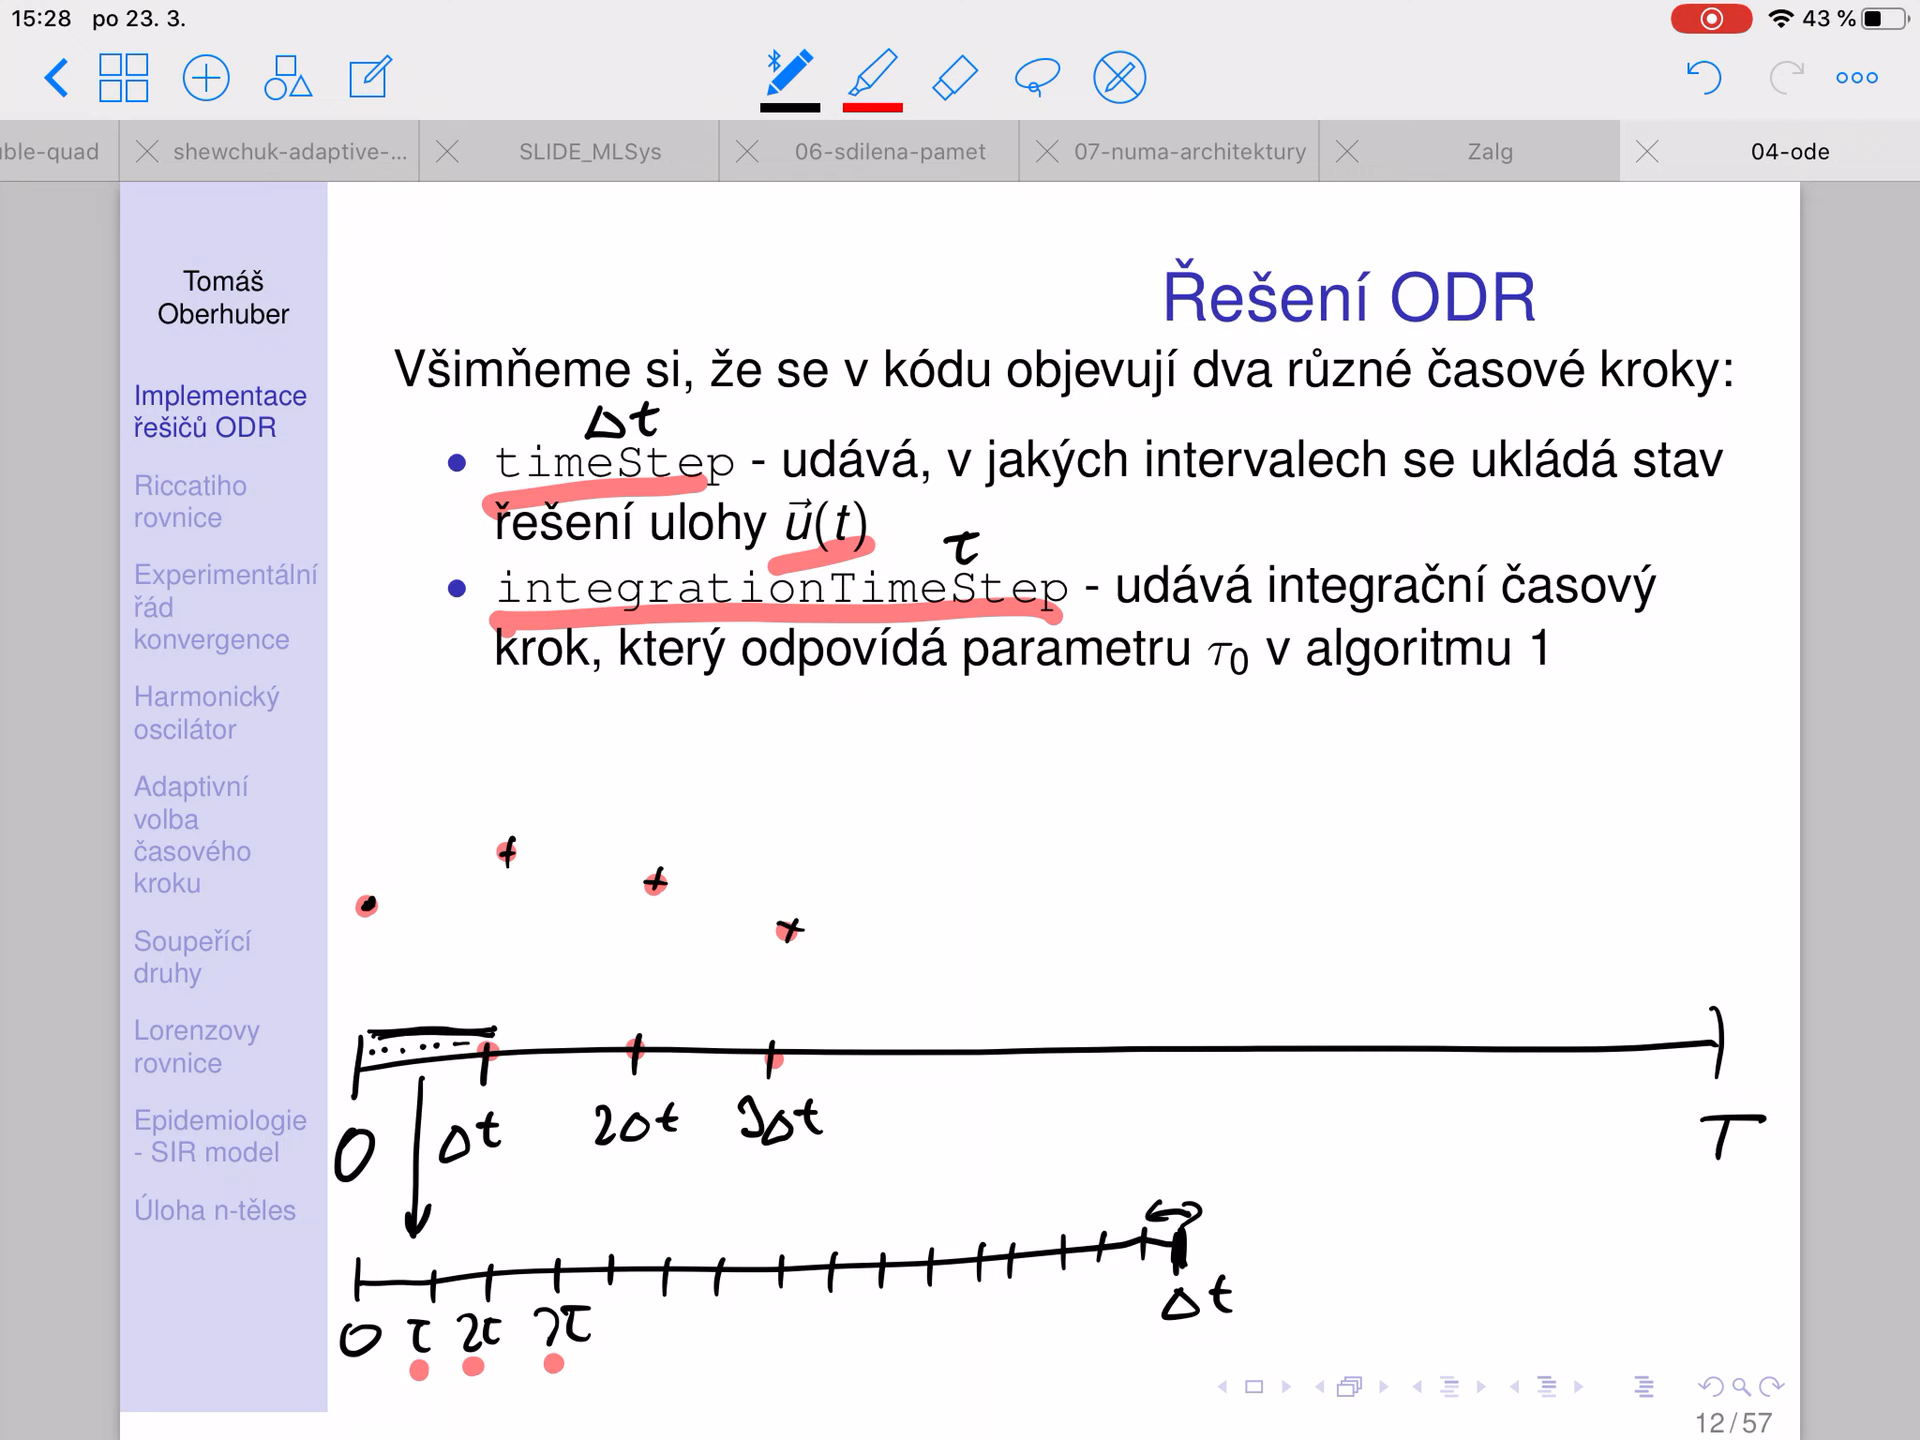 15:28 po 23. 3.
43 %
ble-quad
shewchuk-adaptive-...
SLIDE_MLSys
06-sdilena-pamet
07-numa-architektury
Zalg
04-ode
Tomáš
Oberhuber
Implementace
řešičů ODR
Riccatiho
rovnice
Experimentální
řád
konvergence
Harmonický
oscilátor
Adaptivní
volba
časového
kroku
Soupeřící
druhy
Lorenzovy
rovnice
Epidemiologie
- SIR model
Úloha n-těles
Řešení ODR
Všimňeme si, že se v kódu objevují dva různé časové kroky:
Δt
• timeStep - udává, v jakých intervalech se ukládá stav
řešení ulohy u⃗(t)
τ
• integrationTimeStep - udává integrační časový
krok, který odpovídá parametru τ₀ v algoritmu 1
0 Δt 2Δt 3Δt T
Δt
0 τ 2τ 3τ
12 / 57